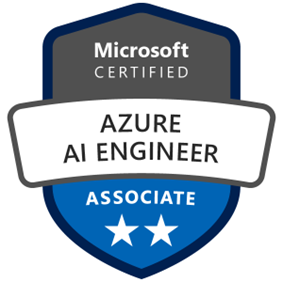 Microsoft
CERTIFIED
AZURE
AI ENGINEER
ASSOCIATE